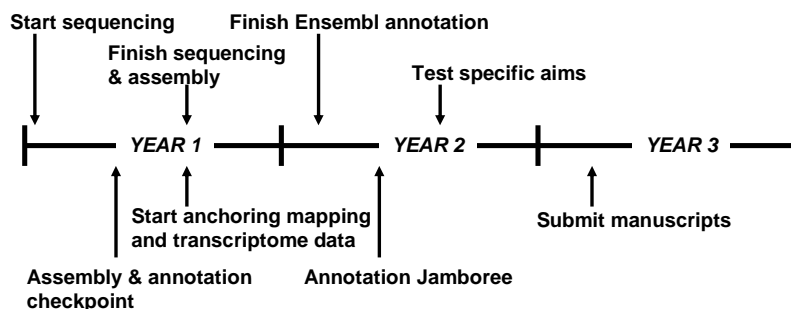 Start sequencing
Finish Ensembl annotation
Finish sequencing
& assembly
Test specific aims
YEAR 1
YEAR 2
YEAR 3
Start anchoring mapping
and transcriptome data
Submit manuscripts
Assembly & annotation
checkpoint
Annotation Jamboree